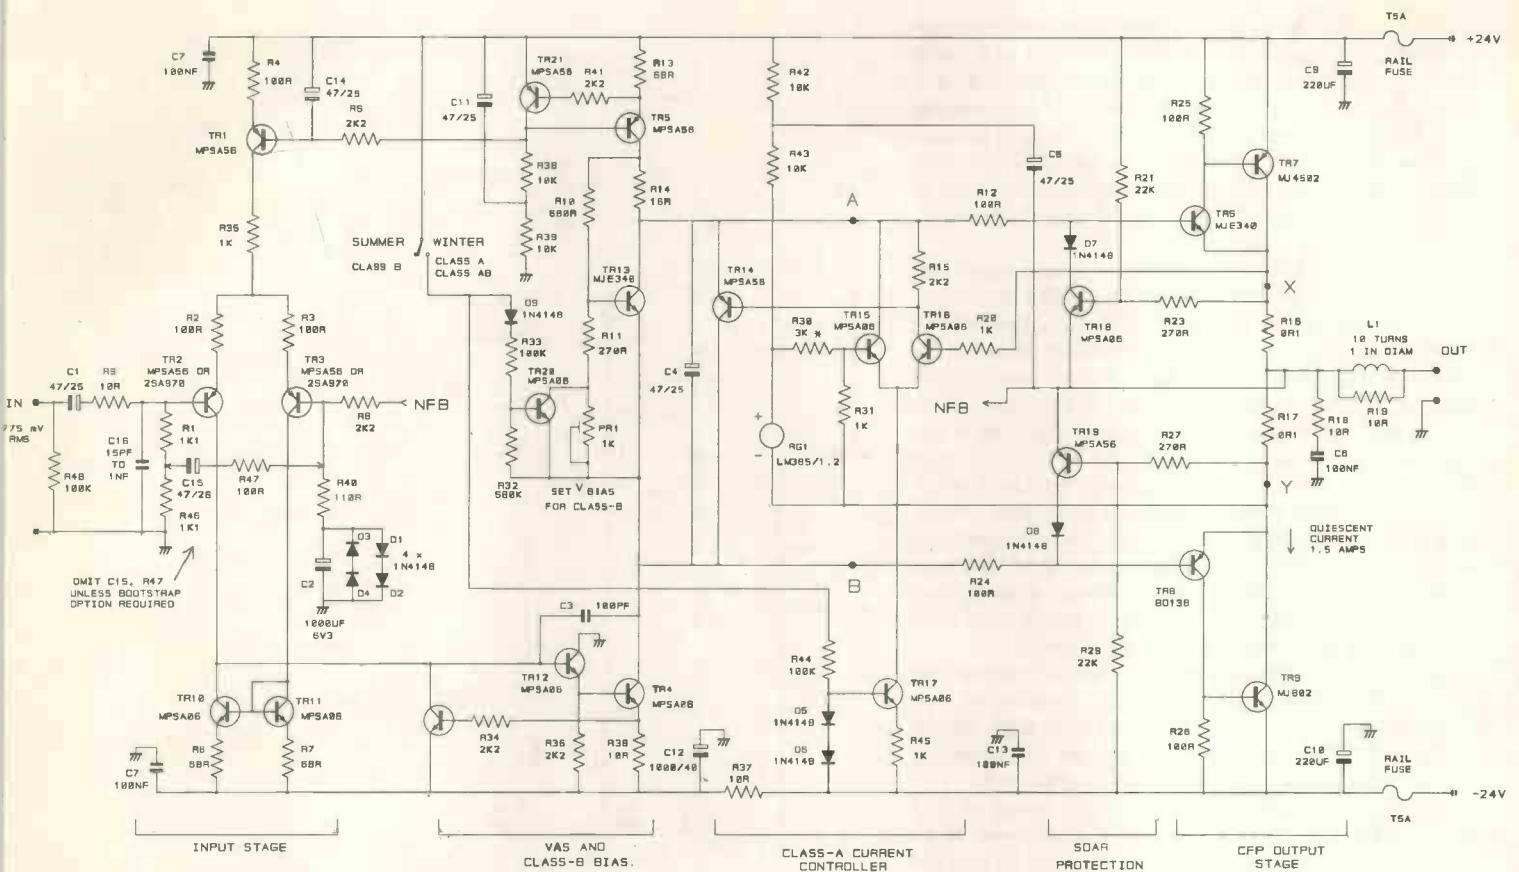 T5A
+24V
RAIL
FUSE
C7
100NF
R4
100R
C14
47/25
R5
2K2
TR1
MPSA56
R35
1K
C11
47/25
TR21
MPSA56
R41
2K2
R13
68R
TR5
MPSA56
R38
10K
R10
680R
R14
16R
R39
10K
SUMMER
WINTER
CLASS B
CLASS A
CLASS AB
TR13
MJE340
D9
1N4148
R33
100K
R11
270R
TR20
MPSA06
PR1
1K
R32
560K
SET V BIAS
FOR CLASS-B
R42
10K
R43
10K
C5
47/25
A
R12
100R
R21
22K
R25
100R
C9
220UF
TR7
MJ4502
TR6
MJE340
D7
1N4148
TR14
MPSA56
R15
2K2
R30
3K *
TR15
MPSA06
TR16
MPSA06
R20
1K
TR18
MPSA06
R23
270R
X
R16
0R1
L1
10 TURNS
1 IN DIAM
OUT
C4
47/25
R31
1K
NFB
+
-
RG1
LM385/1.2
TR19
MPSA56
R27
270R
R17
0R1
R18
10R
R19
10R
C6
100NF
Y
D8
1N4148
QUIESCENT
CURRENT
1.5 AMPS
B
R24
100R
TR8
BD136
R2
100R
R3
100R
TR2
MPSA56 OR
2SA970
TR3
MPSA56 OR
2SA970
C1
47/25
R9
10R
IN
975 mV
RMS
R8
2K2
NFB
R1
1K1
C16
15PF
TO
1NF
R48
100K
C15
47/25
R47
100R
R40
110R
R46
1K1
D3
D1
4 x
1N4148
C2
D4
D2
1000UF
6V3
OMIT C15, R47
UNLESS BOOTSTRAP
OPTION REQUIRED
C3
100PF
TR12
MPSA06
TR4
MPSA06
R44
100K
TR17
MPSA06
R29
22K
TR9
MJ802
TR10
MPSA06
TR11
MPSA06
R34
2K2
R36
2K2
R38
10R
C12
1000/40
D5
1N4148
D6
1N4148
R45
1K
C13
100NF
R26
100R
C10
220UF
RAIL
FUSE
R6
68R
R7
68R
C7
100NF
R37
10R
-24V
T5A
INPUT STAGE
VAS AND
CLASS-B BIAS.
CLASS-A CURRENT
CONTROLLER
SOAR
PROTECTION
CFP OUTPUT
STAGE